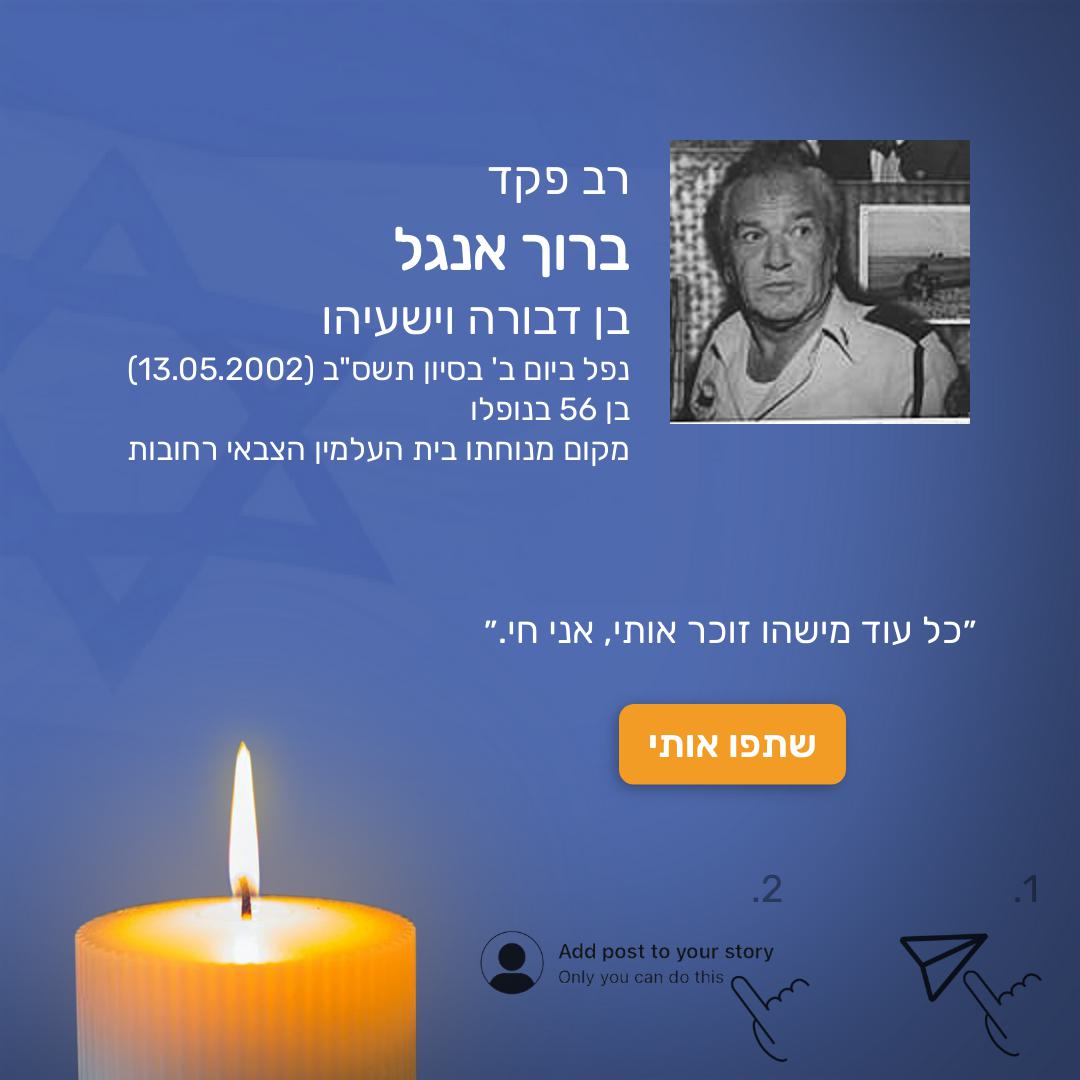 רב פקד
ברוך אנגל
בן דבורה וישעיהו
נפל ביום ב' בסיון תשס"ב (13.05.2002)
בן 56 בנופלו
מקום מנוחתו בית העלמין הצבאי רחובות
״כל עוד מישהו זוכר אותי, אני חי.״
שתפו אותי
.1
.2
Add post to your story
Only you can do this